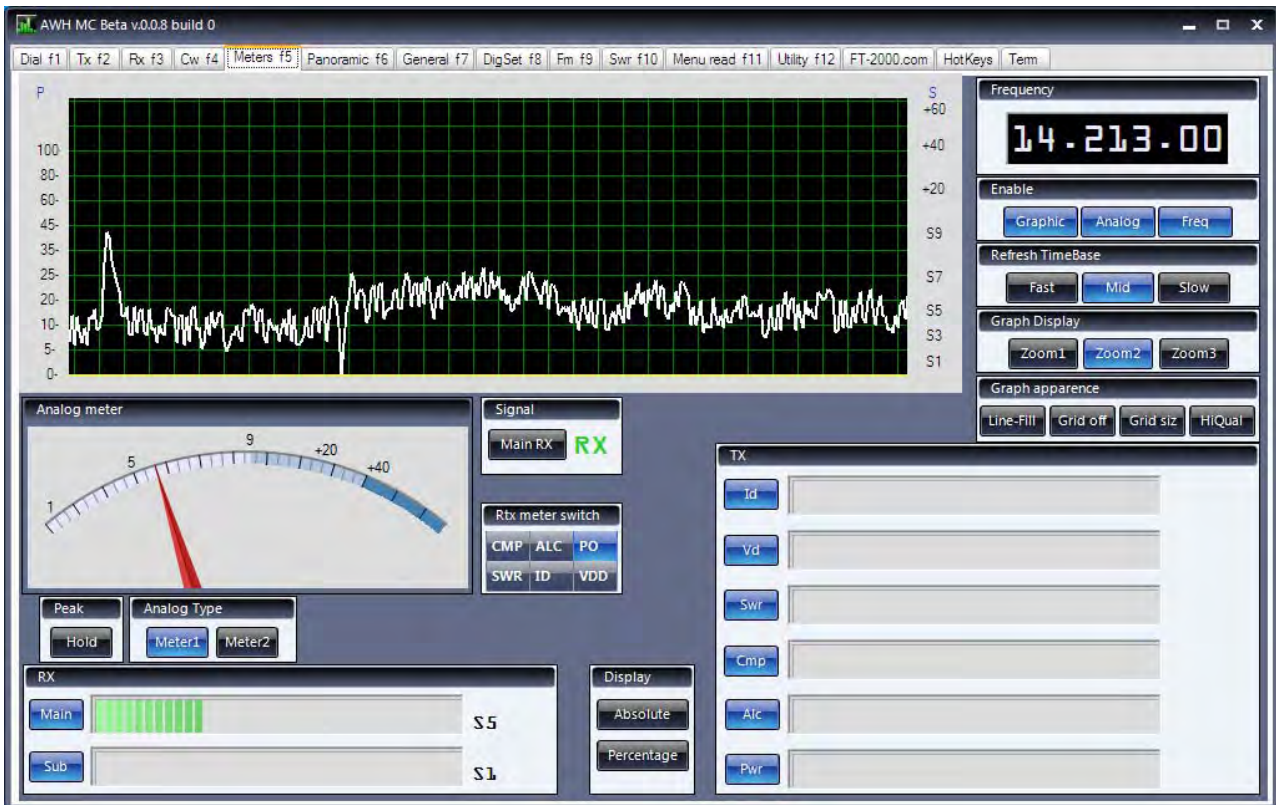 AWH MC Beta v.0.0.8 build 0
Dial f1 Tx f2 Rx f3 Cw f4 Meters f5 Panoramic f6 General f7 DigSet f8 Fm f9 Swr f10 Menu read f11 Utility f12 FT-2000.com HotKeys Term
P
100-
80-
60-
45-
35-
25-
20-
10-
5-
0-
S
+60
+40
+20
S9
S7
S5
S3
S1
Frequency
14.213.00
Enable
Graphic Analog Freq
Refresh TimeBase
Fast Mid Slow
Graph Display
Zoom1 Zoom2 Zoom3
Graph apparence
Line-Fill Grid off Grid siz HiQual
Analog meter
1 5 9 +20 +40
Signal
Main RX RX
Rtx meter switch
CMP ALC PO
SWR ID VDD
Peak
Hold
Analog Type
Meter1 Meter2
RX
Main S5
Sub S1
Display
Absolute
Percentage
TX
Id
Vd
Swr
Cmp
Alc
Pwr